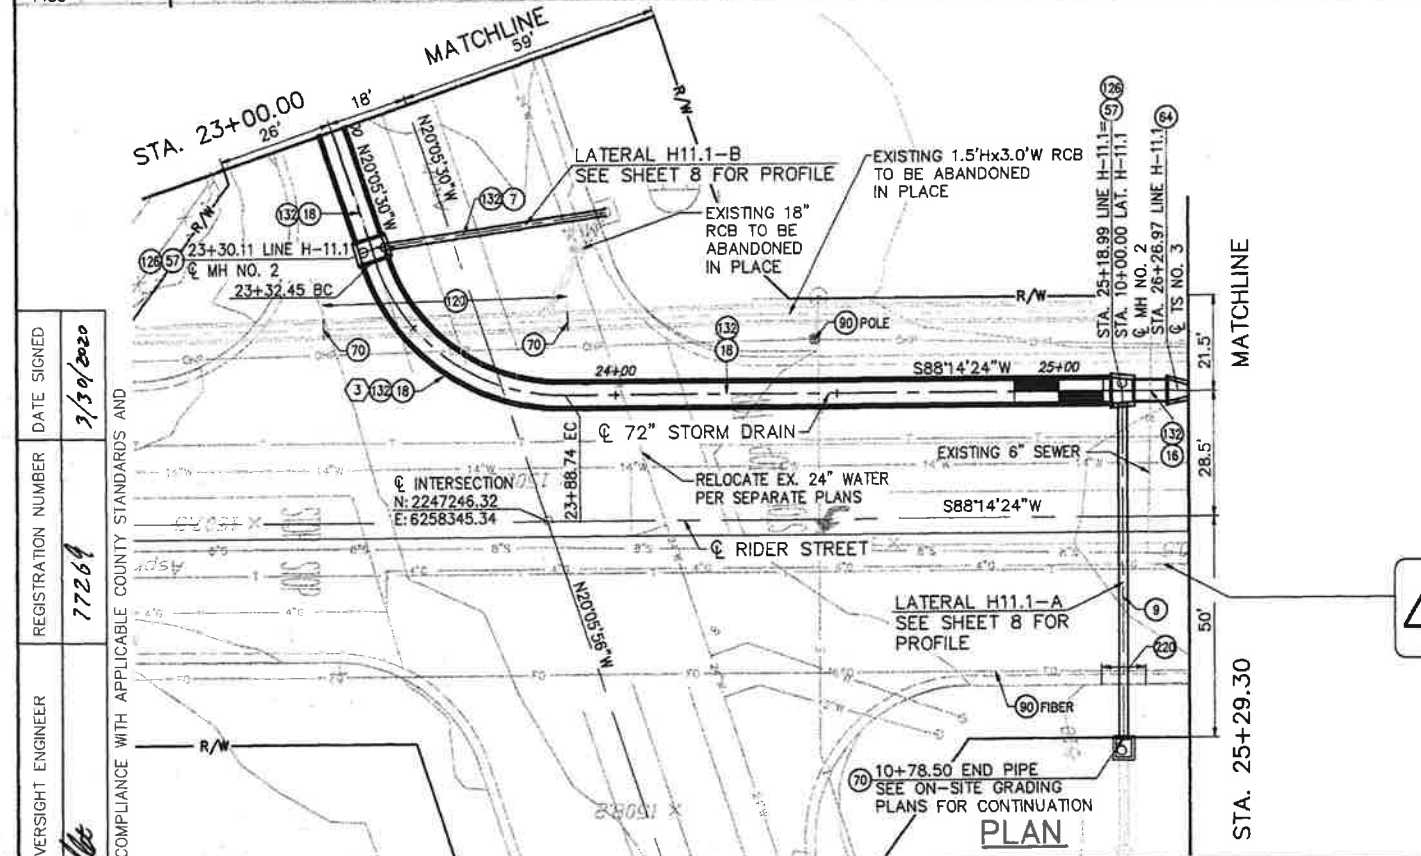 MATCHLINE
59'
STA. 23+00.00
18'
26'
R/W
N20°05'30"W
N20°05'30"W
LATERAL H11.1-B
SEE SHEET 8 FOR PROFILE
EXISTING 1.5'Hx3.0'W RCB
TO BE ABANDONED
IN PLACE
EXISTING 18"
RCB TO BE
ABANDONED
IN PLACE
132 7
132 18
R/W
126 57
23+30.11 LINE H-11.1
℄ MH NO. 2
23+32.45 BC
120
70
70
3 132 18
R/W
90 POLE
132
18
24+00
S88°14'24"W
25+00
126
57
64
STA. 25+18.99 LINE H-11.1=
STA. 10+00.00 LAT. H-11.1
℄ MH NO. 2
STA. 26+26.97 LINE H-11.1
℄ TS NO. 3
MATCHLINE
21.5'
28.5'
50'
STA. 25+29.30
℄ 72" STORM DRAIN
23+88.74 EC
EXISTING 6" SEWER
132
16
14"W
14"W
14"W
℄ INTERSECTION
N: 2247246.32
E: 6258345.34
RELOCATE EX. 24" WATER
PER SEPARATE PLANS
S88°14'24"W
℄ RIDER STREET
N20°05'56"W
LATERAL H11.1-A
SEE SHEET 8 FOR
PROFILE
9
220
90 FIBER
R/W
70
10+78.50 END PIPE
SEE ON-SITE GRADING
PLANS FOR CONTINUATION
PLAN
DATE SIGNED
3/30/2020
REGISTRATION NUMBER
77269
VERSIGHT ENGINEER
COMPLIANCE WITH APPLICABLE COUNTY STANDARDS AND